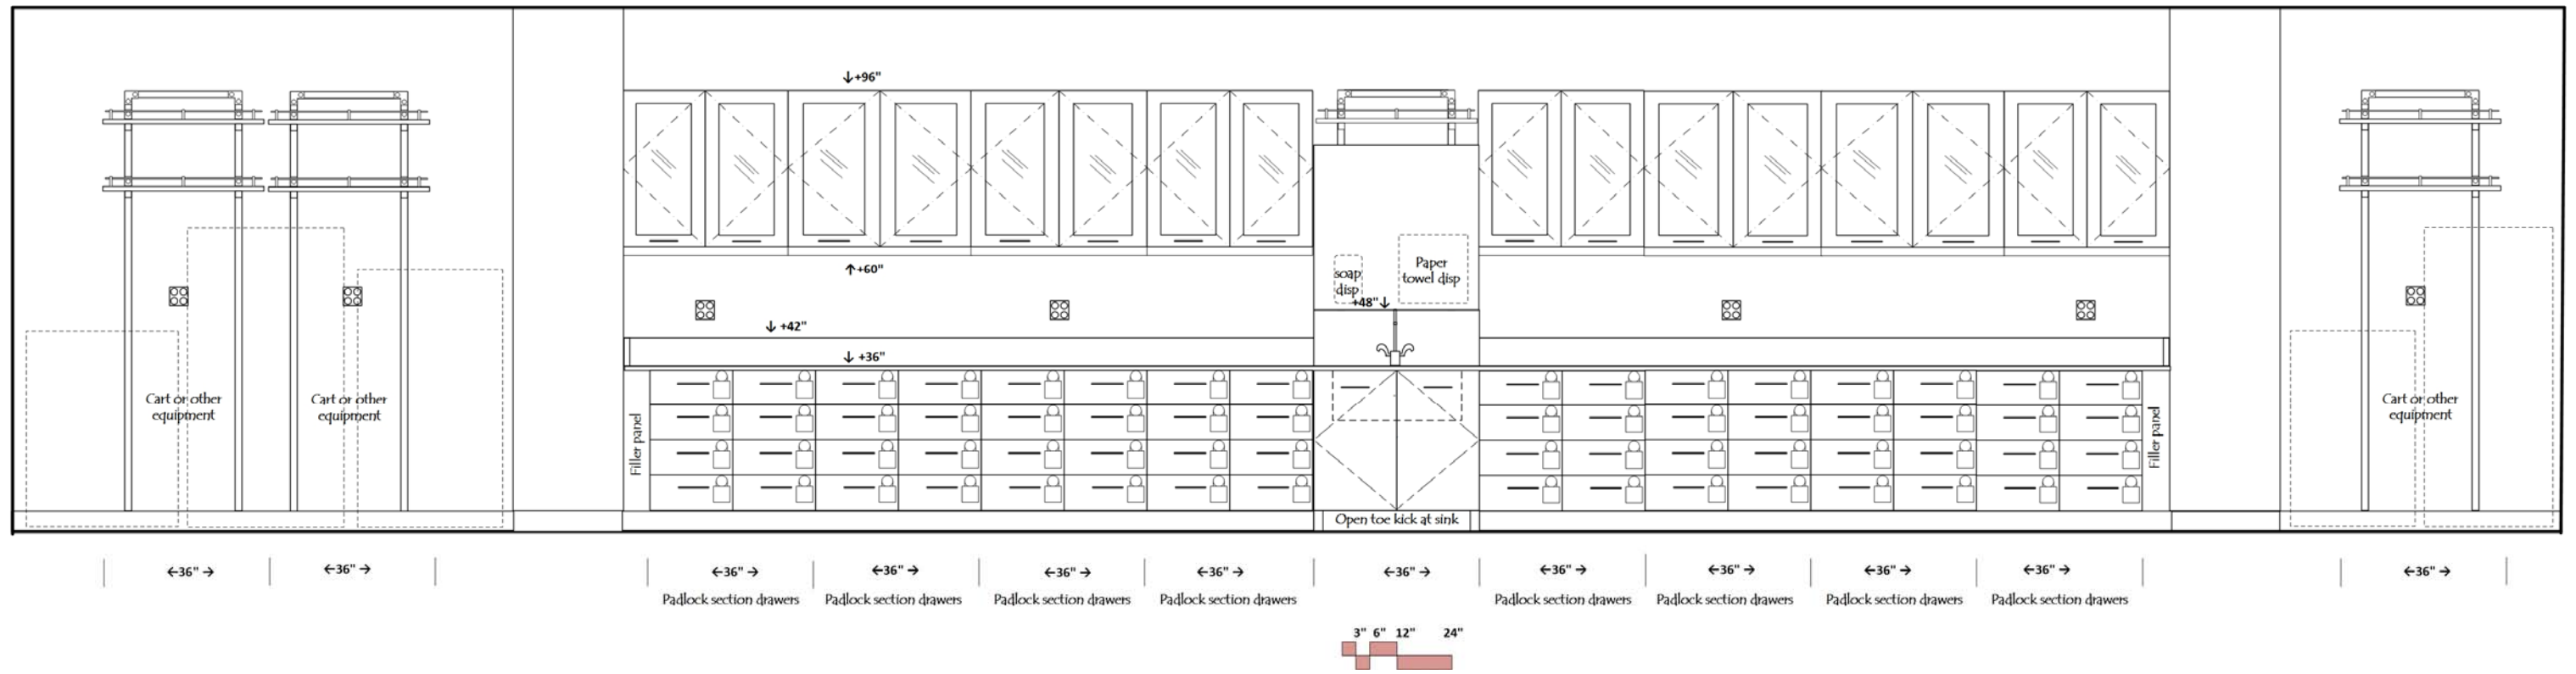 ↓+96"
↑+60"
soap
disp
Paper
towel disp
+48"↓
↓ +42"
↓ +36"
Cart or other
equipment
Cart or other
equipment
Filler panel
Filler panel
Cart or other
equipment
Open toe kick at sink
←36" →
←36" →
←36" →
←36" →
←36" →
←36" →
←36" →
←36" →
←36" →
←36" →
←36" →
←36" →
Padlock section drawers
Padlock section drawers
Padlock section drawers
Padlock section drawers
Padlock section drawers
Padlock section drawers
Padlock section drawers
Padlock section drawers
3" 6" 12" 24"